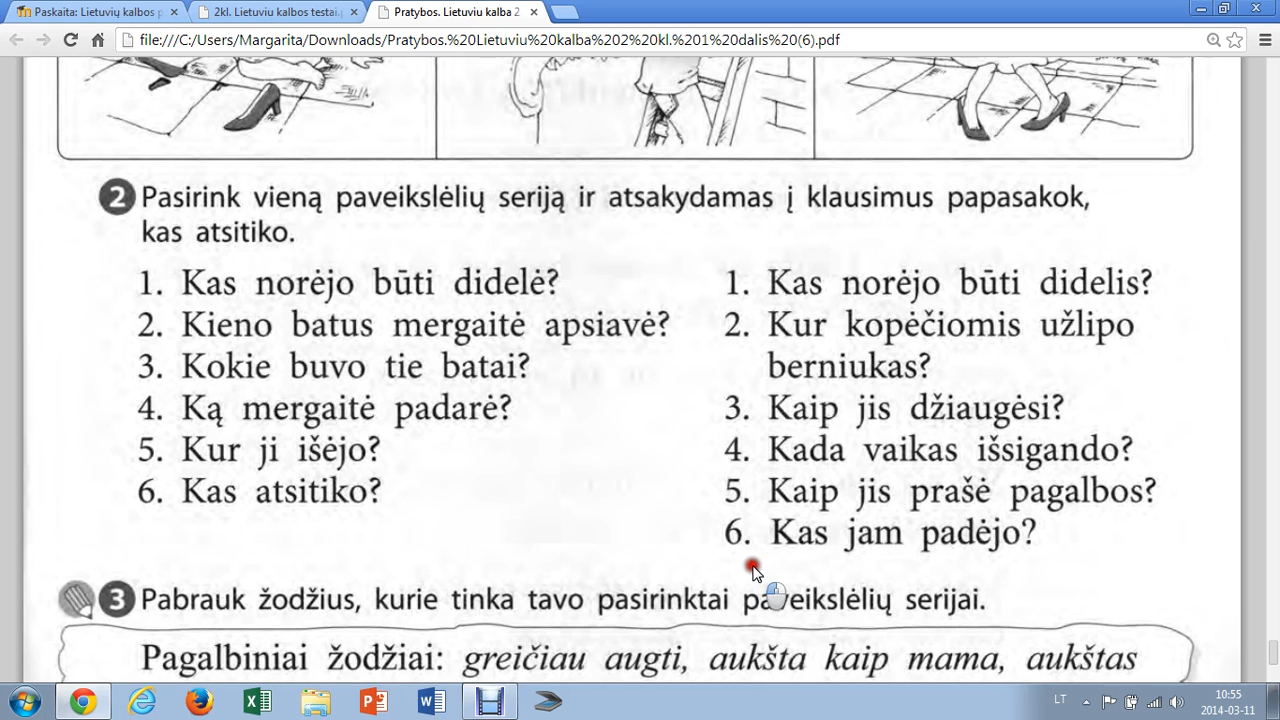 Paskaita: Lietuvių kalbos p
2kl. Lietuviu kalbos testai.p
Pratybos. Lietuviu kalba 2
file:///C:/Users/Margarita/Downloads/Pratybos.%20Lietuviu%20kalba%202%20kl.%201%20dalis%20(6).pdf
2 Pasirink vieną paveikslėlių seriją ir atsakydamas į klausimus papasakok,
kas atsitiko.
1. Kas norėjo būti didelė?
2. Kieno batus mergaitė apsiavė?
3. Kokie buvo tie batai?
4. Ką mergaitė padarė?
5. Kur ji išėjo?
6. Kas atsitiko?
1. Kas norėjo būti didelis?
2. Kur kopėčiomis užlipo
berniukas?
3. Kaip jis džiaugėsi?
4. Kada vaikas išsigando?
5. Kaip jis prašė pagalbos?
6. Kas jam padėjo?
3 Pabrauk žodžius, kurie tinka tavo pasirinktai paveikslėlių serijai.
Pagalbiniai žodžiai: greičiau augti, aukšta kaip mama, aukštas
LT
10:55
2014-03-11